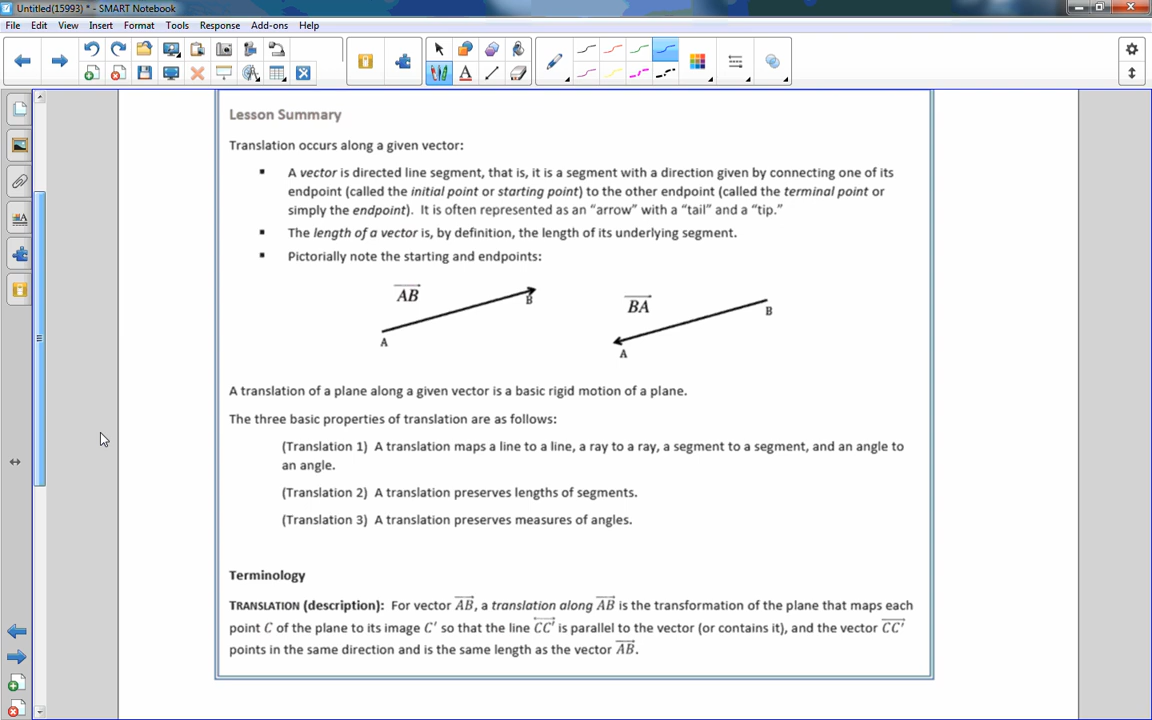 Untitled(15993) * - SMART Notebook
File Edit View Insert Format Tools Response Add-ons Help
Lesson Summary
Translation occurs along a given vector:
▪ A vector is directed line segment, that is, it is a segment with a direction given by connecting one of its
endpoint (called the initial point or starting point) to the other endpoint (called the terminal point or
simply the endpoint). It is often represented as an “arrow” with a “tail” and a “tip.”
▪ The length of a vector is, by definition, the length of its underlying segment.
▪ Pictorially note the starting and endpoints:
AB
B
A
BA
B
A
A translation of a plane along a given vector is a basic rigid motion of a plane.
The three basic properties of translation are as follows:
(Translation 1) A translation maps a line to a line, a ray to a ray, a segment to a segment, and an angle to
an angle.
(Translation 2) A translation preserves lengths of segments.
(Translation 3) A translation preserves measures of angles.
Terminology
TRANSLATION (description): For vector AB, a translation along AB is the transformation of the plane that maps each
point C of the plane to its image C′ so that the line CC′ is parallel to the vector (or contains it), and the vector CC′
points in the same direction and is the same length as the vector AB.